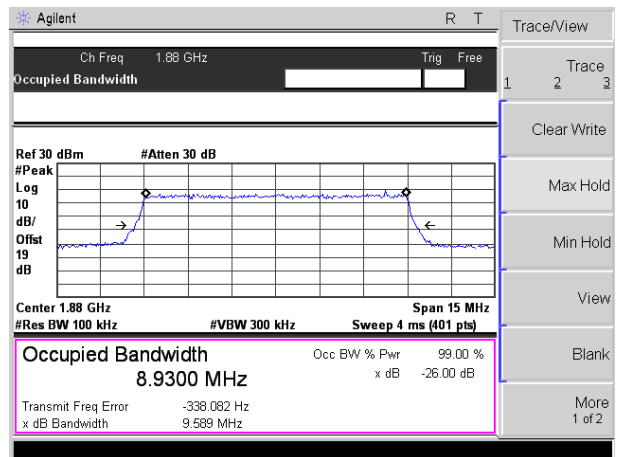 Agilent R T
Trace/View
Ch Freq 1.88 GHz Trig Free
Occupied Bandwidth
Trace
1 2 3
Clear Write
Max Hold
Min Hold
View
Blank
More
1 of 2
Ref 30 dBm #Atten 30 dB
#Peak
Log
10
dB/
Offst
19
dB
Center 1.88 GHz Span 15 MHz
#Res BW 100 kHz #VBW 300 kHz Sweep 4 ms (401 pts)
Occupied Bandwidth Occ BW % Pwr 99.00 %
8.9300 MHz x dB -26.00 dB
Transmit Freq Error -338.082 Hz
x dB Bandwidth 9.589 MHz